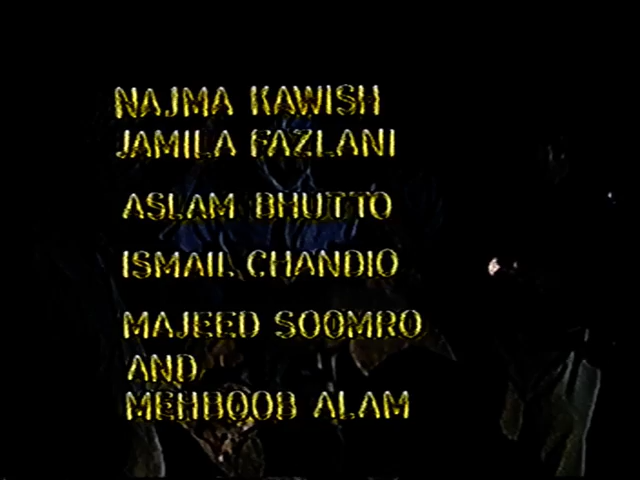 NAJMA KAWISH
JAMILA FAZLANI
ASLAM BHUTTO
ISMAIL CHANDIO
MAJEED SOOMRO
AND
MEHBOOB ALAM